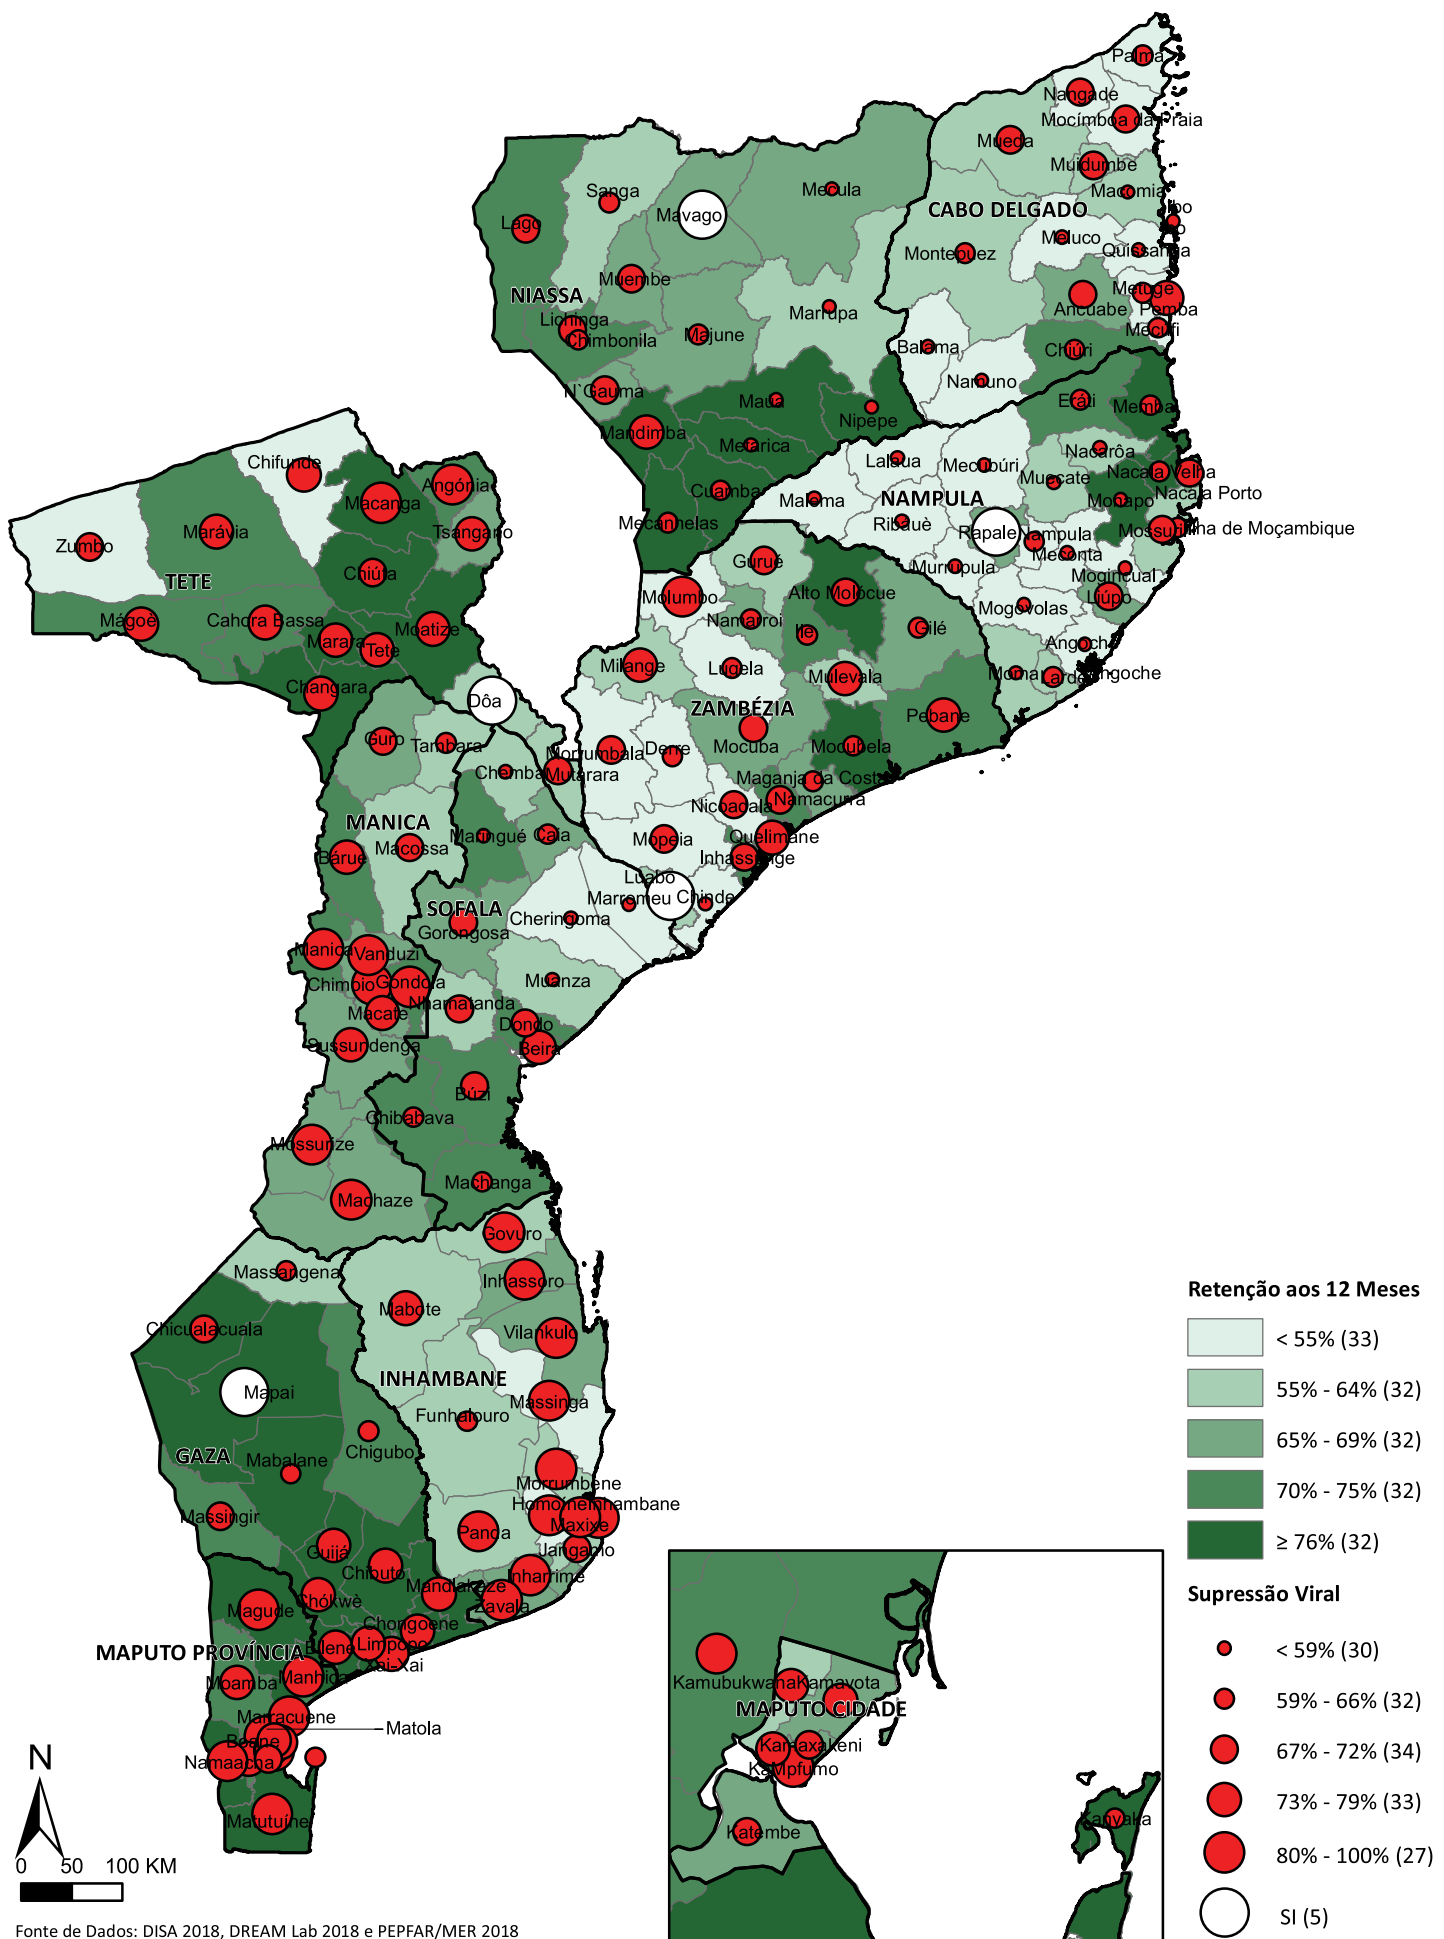 Palma
Nangade
Mocímboa da Praia
Mueda
Muidumbe
Macomia
CABO DELGADO
Ibo
Meluco
Quissanga
Montepuez
Ancuabe
Metuge
Pemba
Mecufi
Chiúri
Balama
Namuno
Sanga
Mecula
Mavago
Lago
Muembe
NIASSA
Marrupa
Lichinga
Chimbonila
Majune
N`Gauma
Maúa
Nipepe
Mandimba
Metarica
Cuamba
Mecanhelas
Eráti
Memba
Nacarôa
Lalaua
Mecubúri
Muecate
Nacala Velha
Nacala Porto
Malema
NAMPULA
Monapo
Ribáuè
Rapale
Nampula
Mossuril
Ilha de Moçambique
Meconta
Murrupula
Mogincual
Mogovolas
Liúpo
Angoche
Moma
Larde
Angoche
Chifunde
Angónia
Macanga
Tsangano
Marávia
Zumbo
TETE
Chiúta
Mágoè
Cahora Bassa
Marara
Tete
Moatize
Changara
Dôa
Mutarara
Gurué
Molumbo
Alto Molócue
Namarroi
Ile
Gilé
Milange
Lugela
Mulevala
ZAMBÉZIA
Pebane
Mocuba
Mocubela
Morrumbala
Derre
Maganja da Costa
Nicoadala
Namacurra
Mopeia
Quelimane
Inhassunge
Luabo
Chinde
Guro
Tambara
MANICA
Macossa
Bárue
Manica
Vanduzi
Chimoio
Gondola
Macate
Sussundenga
Mossurize
Machaze
Chemba
Maringué
Caia
SOFALA
Gorongosa
Cheringoma
Marromeu
Muanza
Nhamatanda
Dondo
Beira
Búzi
Chibabava
Machanga
Govuro
Inhassoro
Mabote
Vilankulo
INHAMBANE
Massinga
Funhalouro
Morrumbene
Homoíne
Inhambane
Maxixe
Panda
Jangamo
Inharrime
Zavala
Massangena
Chicualacuala
Mapai
GAZA
Mabalane
Chigubo
Massingir
Guijá
Chibuto
Mandlakaze
Chókwè
Chongoene
Bilene
Limpopo
Xai-Xai
Magude
MAPUTO PROVÍNCIA
Moamba
Manhiça
Marracuene
Matola
Boane
Namaacha
Matutuíne
Kamubukwana
Kamavota
MAPUTO CIDADE
Kamaxakeni
KaMpfumo
Katembe
Kanyaka
Retenção aos 12 Meses
< 55% (33)
55% - 64% (32)
65% - 69% (32)
70% - 75% (32)
≥ 76% (32)
Supressão Viral
< 59% (30)
59% - 66% (32)
67% - 72% (34)
73% - 79% (33)
80% - 100% (27)
SI (5)
N
0 50 100 KM
Fonte de Dados: DISA 2018, DREAM Lab 2018 e PEPFAR/MER 2018